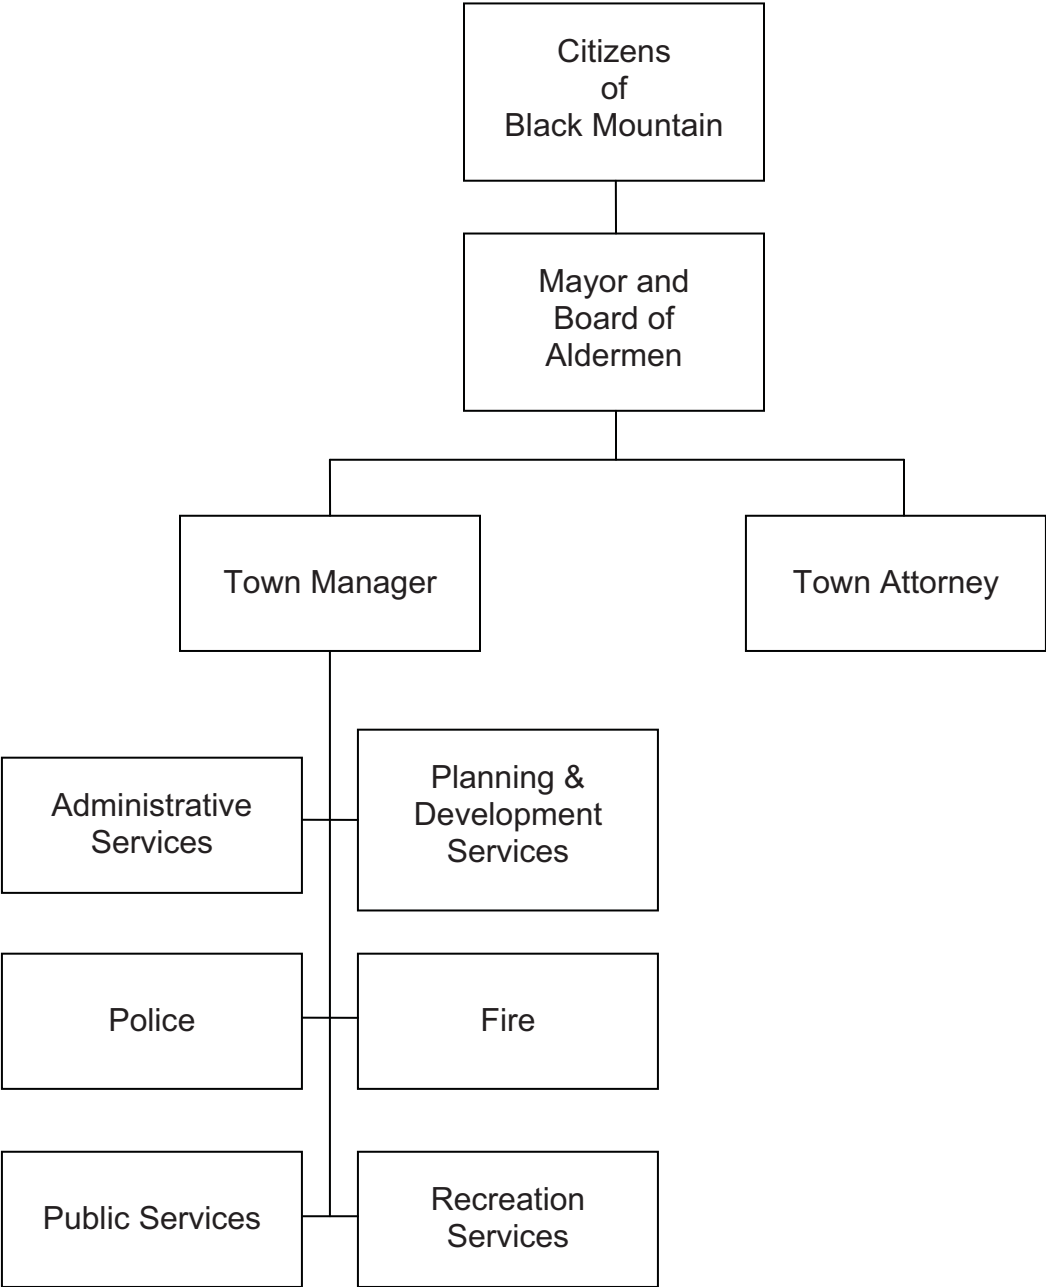 Citizens
of
Black Mountain
Mayor and
Board of
Aldermen
Town Manager
Town Attorney
Administrative
Services
Planning &
Development
Services
Police
Fire
Public Services
Recreation
Services